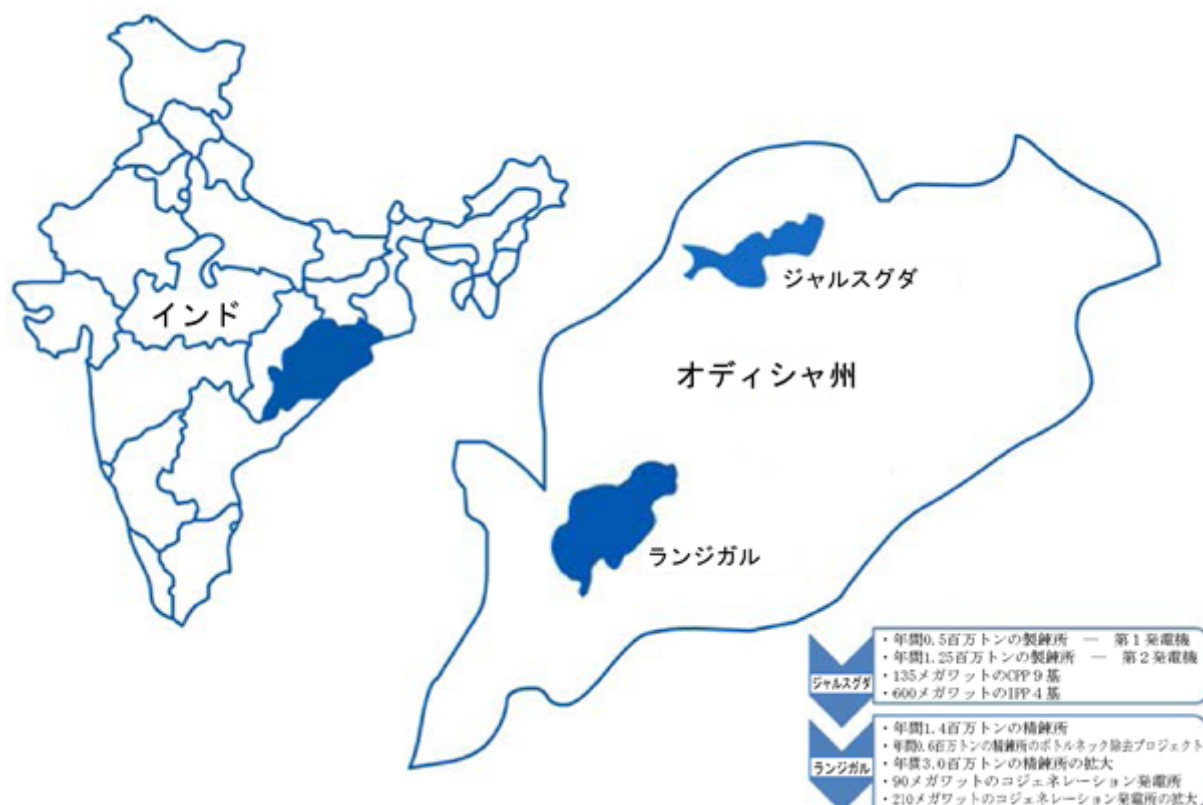 インド
ジャルスグダ
オディシャ州
ランジガル
ジャルスグダ
・年間0.5百万トンの製錬所 ― 第1発電機
・年間1.25百万トンの製錬所 ― 第2発電機
・135メガワットのCPP9基
・600メガワットのIPP4基
ランジガル
・年間1.4百万トンの精錬所
・年間0.6百万トンの精錬所のボトルネック除去プロジェクト
・年間3.0百万トンの精錬所の拡大
・90メガワットのコジェネレーション発電所
・210メガワットのコジェネレーション発電所の拡大